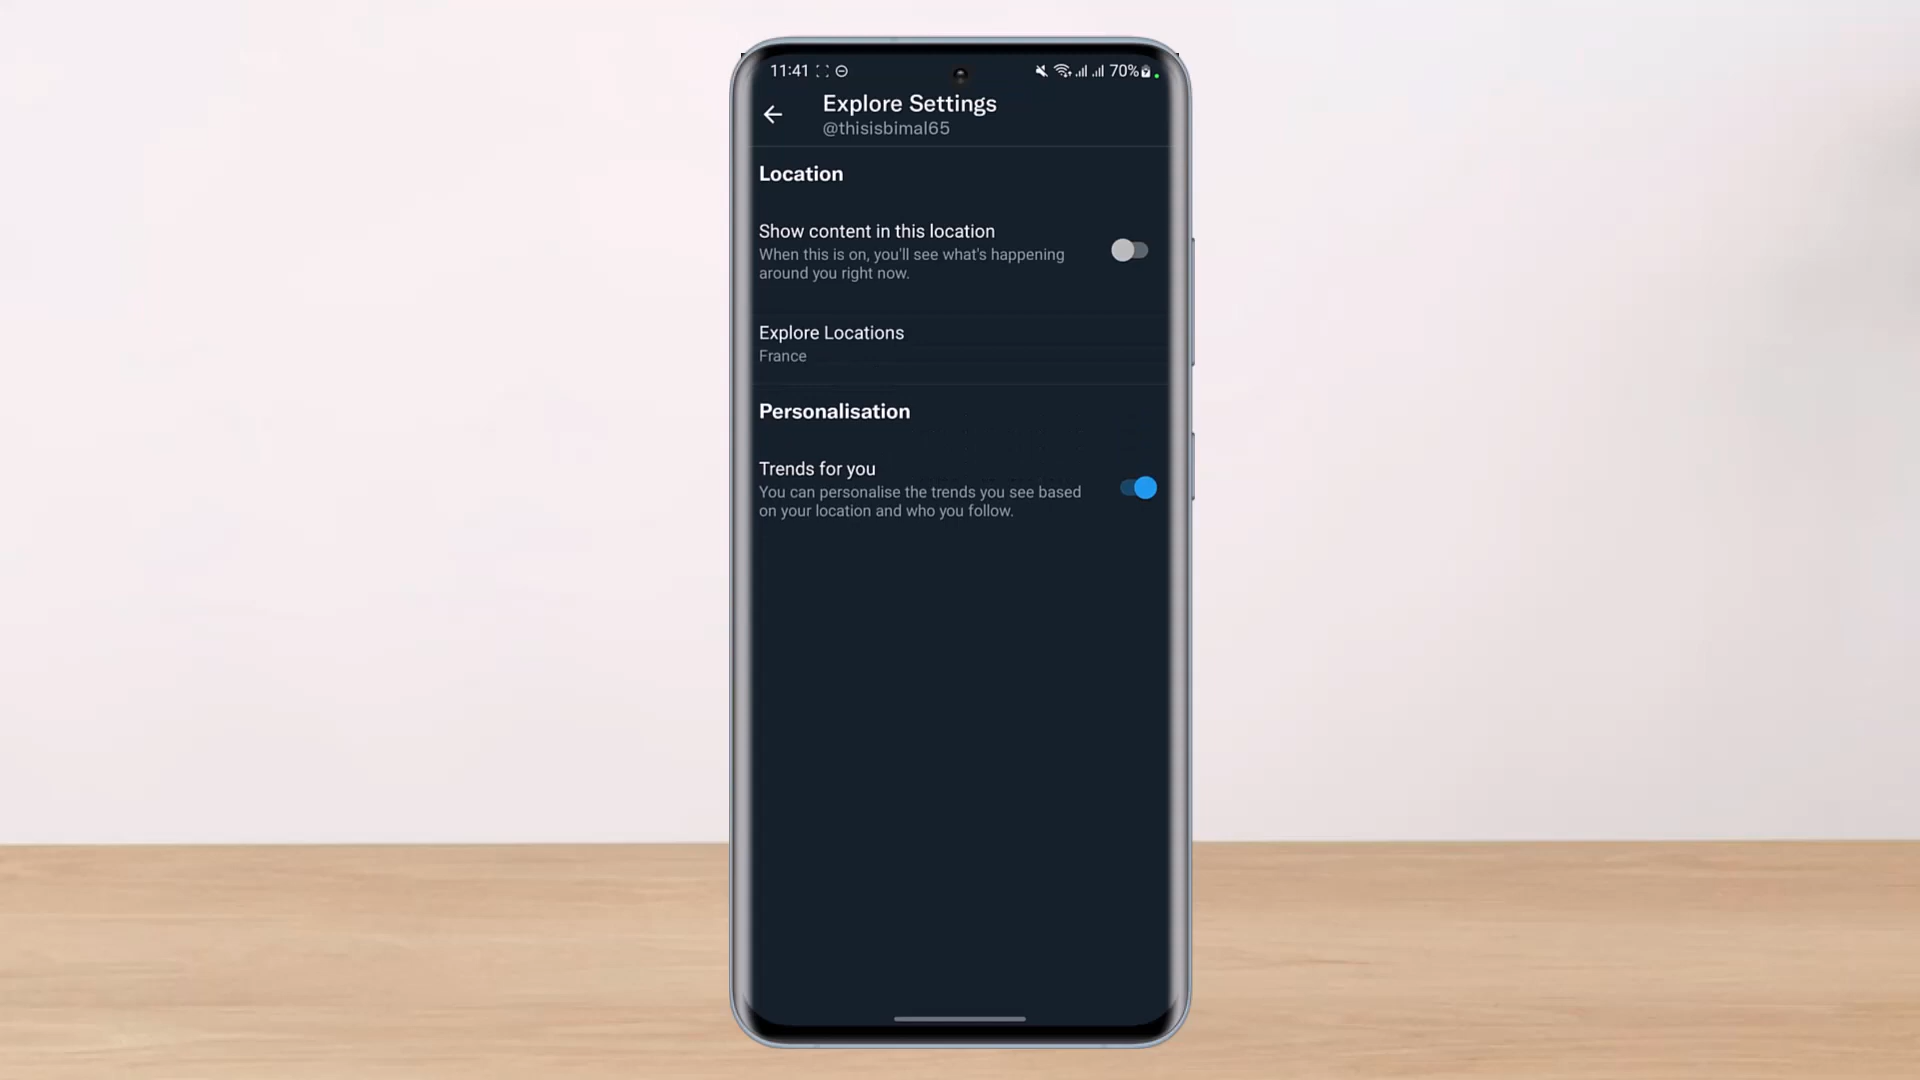 11:41 70%
Explore Settings
@thisisbimal65
Location
Show content in this location
When this is on, you'll see what's happening
around you right now.
Explore Locations
France
Personalisation
Trends for you
You can personalise the trends you see based
on your location and who you follow.